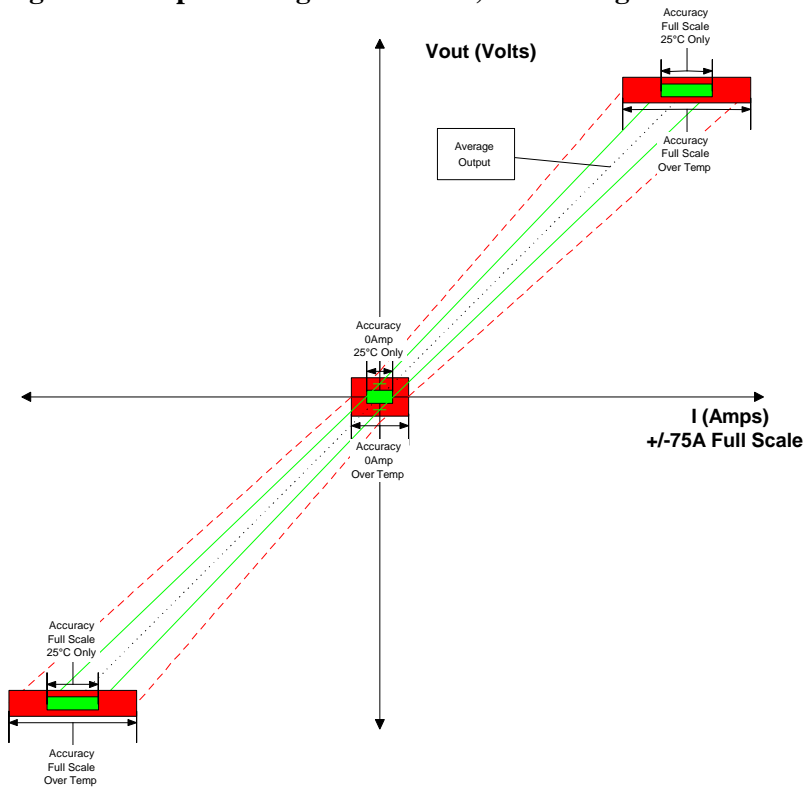 Accuracy
Full Scale
25°C Only
Vout (Volts)
Average
Output
Accuracy
Full Scale
Over Temp
Accuracy
0Amp
25°C Only
I (Amps)
+/-75A Full Scale
Accuracy
0Amp
Over Temp
Accuracy
Full Scale
25°C Only
Accuracy
Full Scale
Over Temp